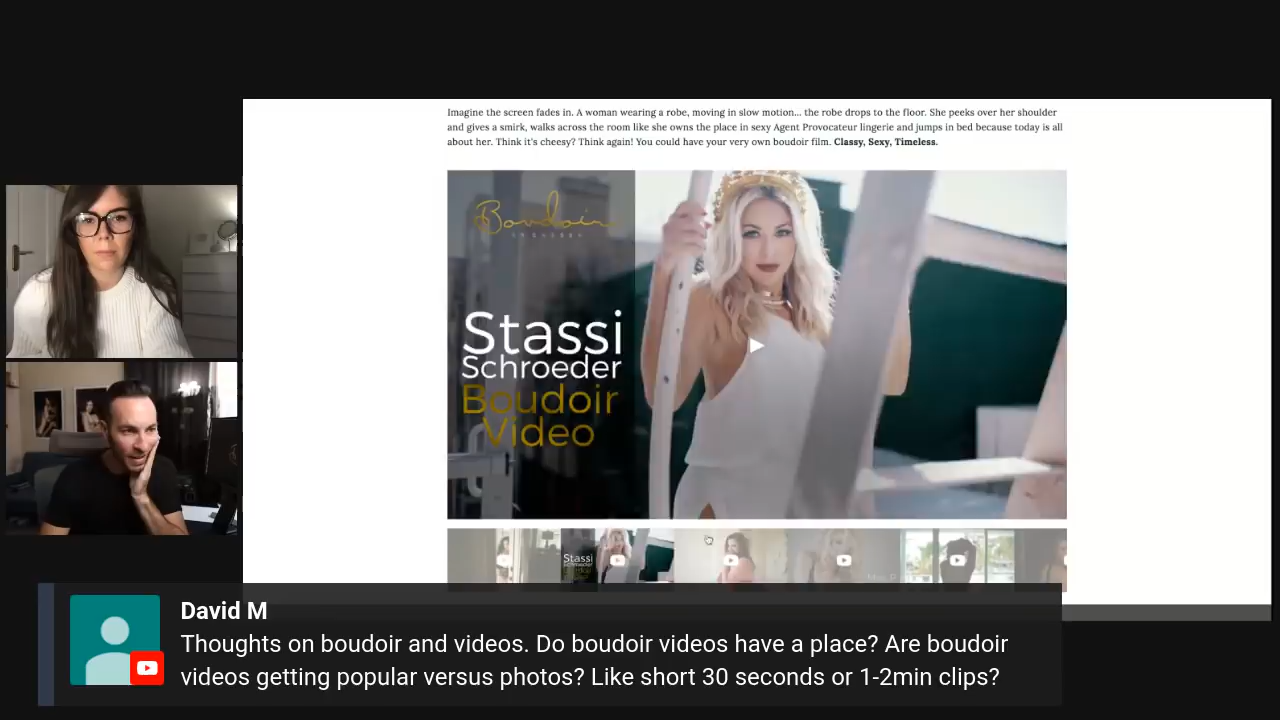 Imagine the screen fades in. A woman wearing a robe, moving in slow motion... the robe drops to the floor. She peeks over her shoulder
and gives a smirk, walks across the room like she owns the place in sexy Agent Provocateur lingerie and jumps in bed because today is all
about her. Think it's cheesy? Think again! You could have your very own boudoir film. Classy, Sexy, Timeless.
Boudoir
Stassi
Schroeder
Boudoir
Video
Stassi
David M
Thoughts on boudoir and videos. Do boudoir videos have a place? Are boudoir
videos getting popular versus photos? Like short 30 seconds or 1-2min clips?